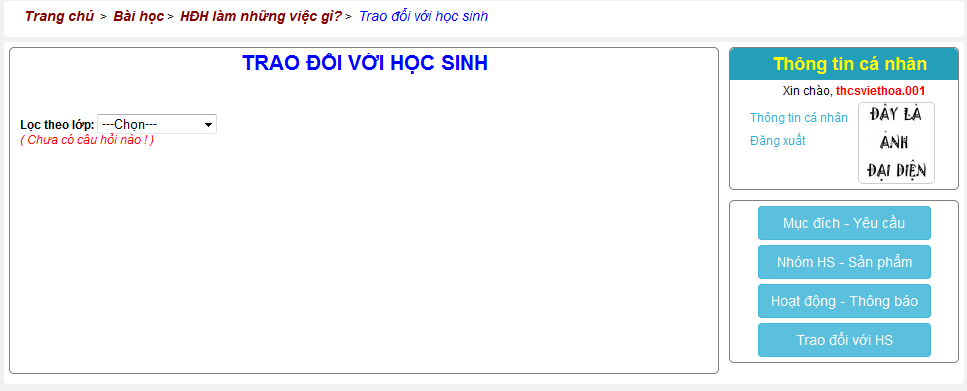 Trang chủ > Bài học > HĐH làm những việc gì? > Trao đổi với học sinh
TRAO ĐỔI VỚI HỌC SINH
Lọc theo lớp: ---Chọn---
( Chưa có câu hỏi nào ! )
Thông tin cá nhân
Xin chào, thcsviethoa.001
Thông tin cá nhân
Đăng xuất
ĐÂY LÀ
ẢNH
ĐẠI DIỆN
Mục đích - Yêu cầu
Nhóm HS - Sản phẩm
Hoạt động - Thông báo
Trao đổi với HS